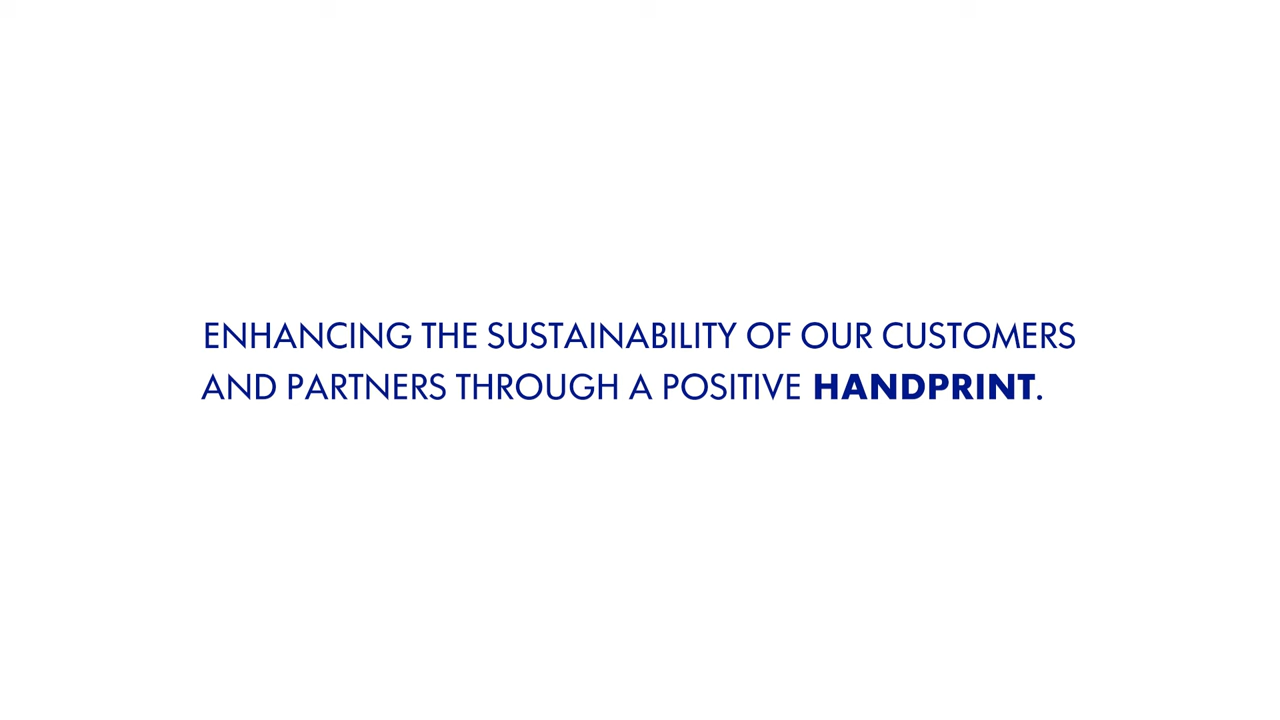 ENHANCING THE SUSTAINABILITY OF OUR CUSTOMERS
AND PARTNERS THROUGH A POSITIVE HANDPRINT.